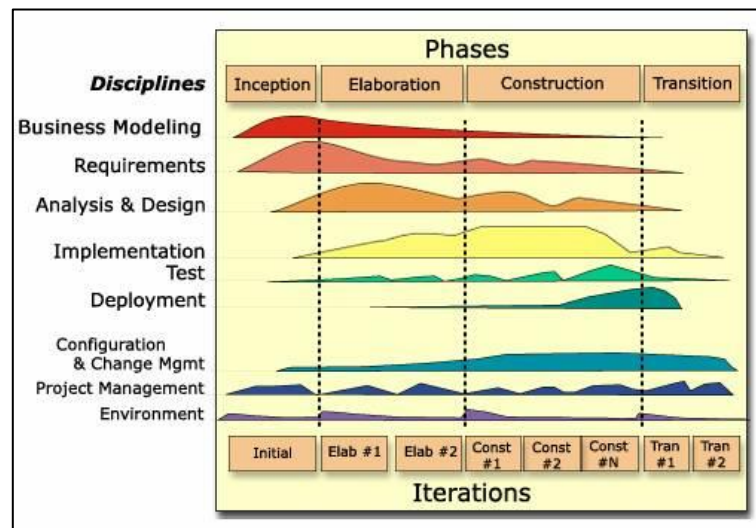 Phases
Disciplines Inception Elaboration Construction Transition
Business Modeling
Requirements
Analysis & Design
Implementation
Test
Deployment
Configuration
& Change Mgmt
Project Management
Environment
Initial Elab #1 Elab #2 Const #1 Const #2 Const #N Tran #1 Tran #2
Iterations